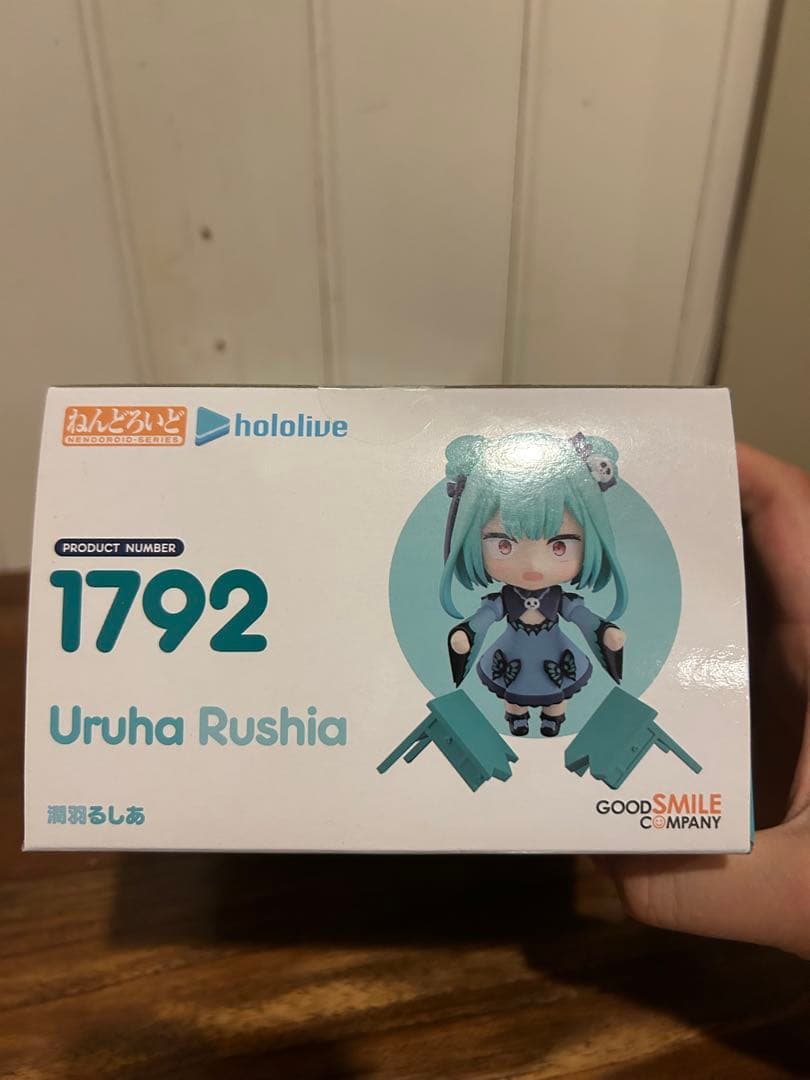 ねんどろいど
NENDOROID-SERIES
hololive
PRODUCT NUMBER
1792
Uruha Rushia
潤羽るしあ
GOOD SMILE
COMPANY